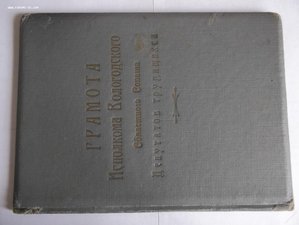 ГРАМОТА
Исполкома Вологодского
Областного Совета
Депутатов трудящихся